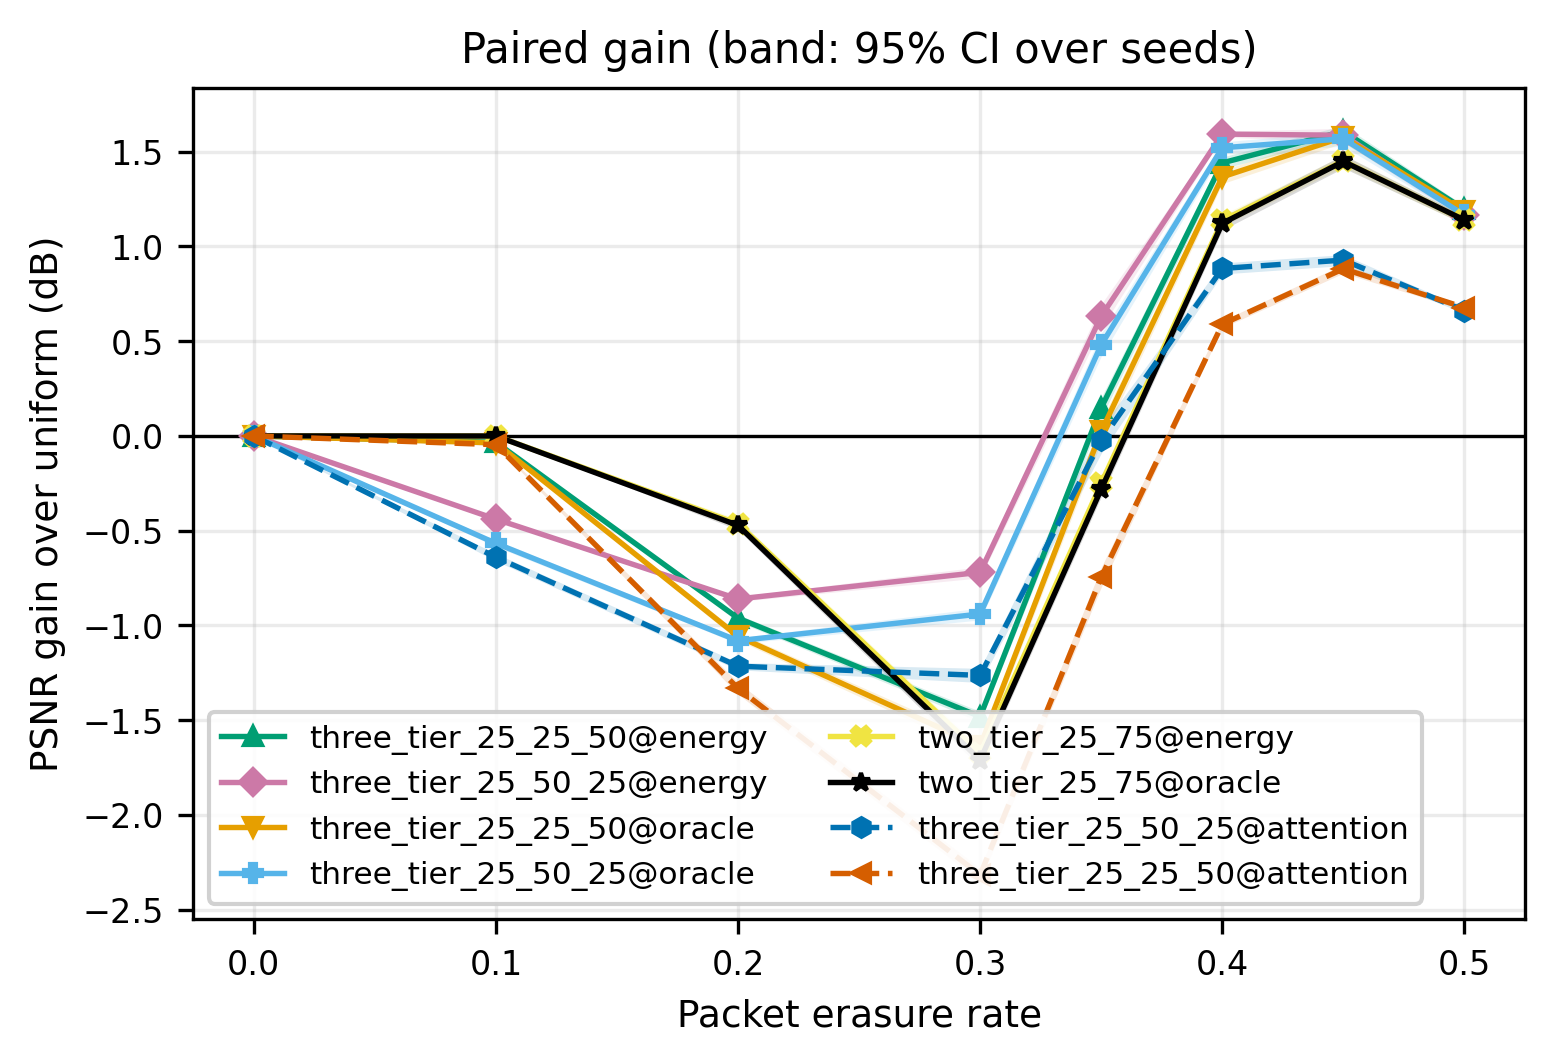 Paired gain (band: 95% CI over seeds)
PSNR gain over uniform (dB)
1.5
1.0
0.5
0.0
−0.5
−1.0
−1.5
−2.0
−2.5
three_tier_25_25_50@energy
three_tier_25_50_25@energy
three_tier_25_25_50@oracle
three_tier_25_50_25@oracle
two_tier_25_75@energy
two_tier_25_75@oracle
three_tier_25_50_25@attention
three_tier_25_25_50@attention
0.0 0.1 0.2 0.3 0.4 0.5
Packet erasure rate